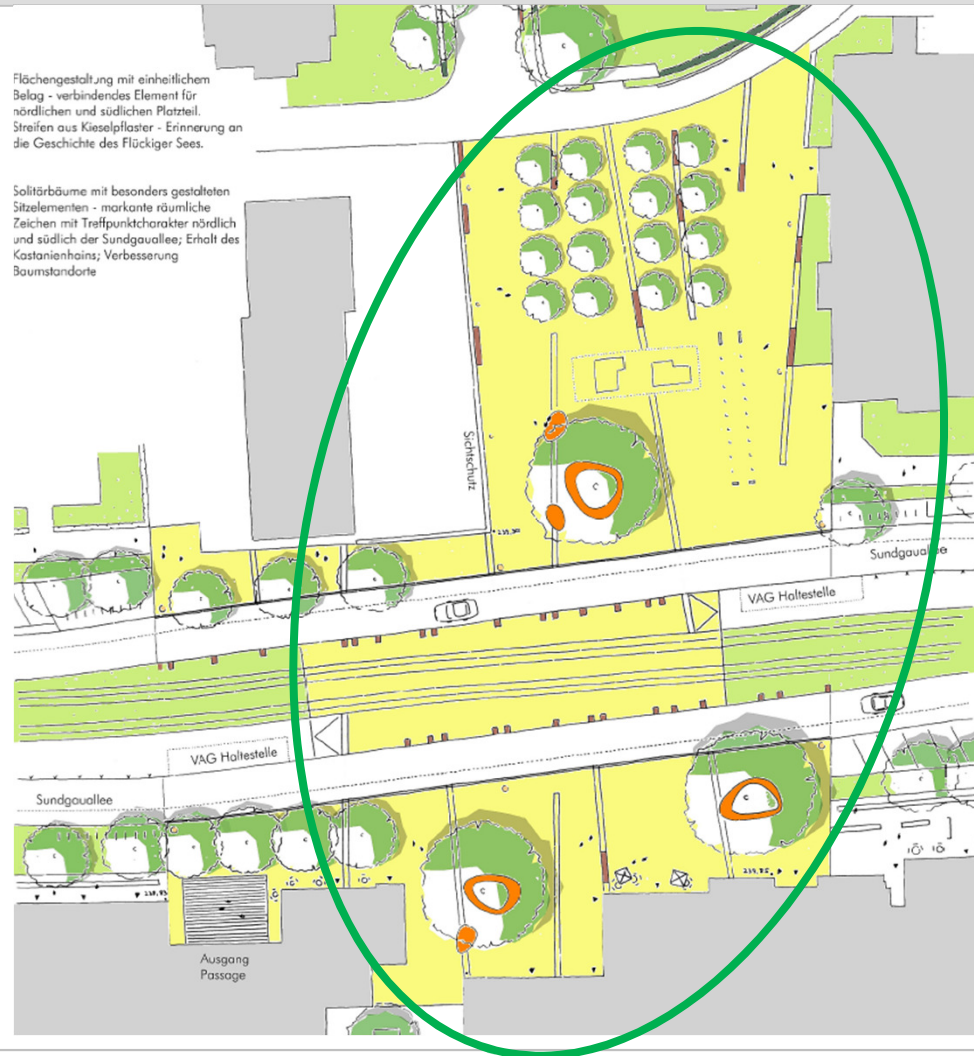 Flächengestaltung mit einheitlichem
Belag - verbindendes Element für
nördlichen und südlichen Platzteil.
Streifen aus Kieselpflaster - Erinnerung an
die Geschichte des Flückiger Sees.
Solitärbäume mit besonders gestalteten
Sitzelementen - markante räumliche
Zeichen mit Treffpunktcharakter nördlich
und südlich der Sundgauallee; Erhalt des
Kastanienhains; Verbesserung
Baumstandorte
Sichtschutz
Sundgauallee
VAG Haltestelle
VAG Haltestelle
Sundgauallee
Ausgang
Passage